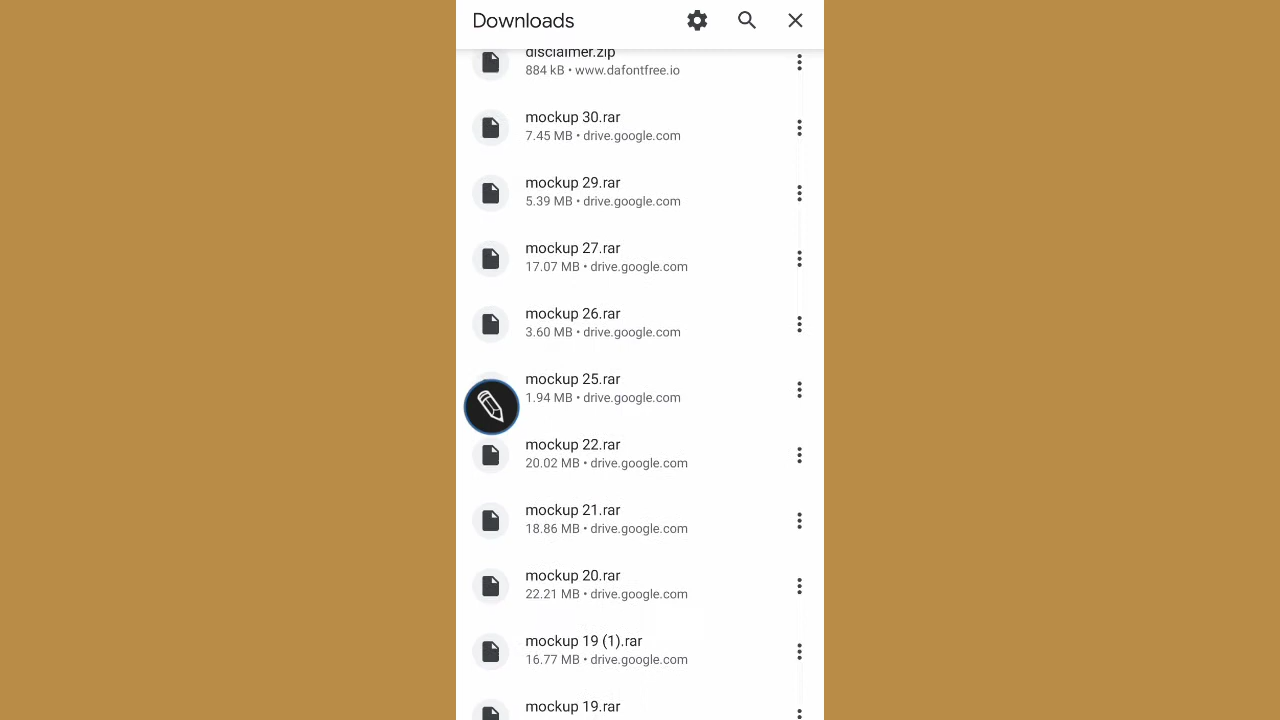 Downloads
disclaimer.zip
884 kB • www.dafontfree.io
mockup 30.rar
7.45 MB • drive.google.com
mockup 29.rar
5.39 MB • drive.google.com
mockup 27.rar
17.07 MB • drive.google.com
mockup 26.rar
3.60 MB • drive.google.com
mockup 25.rar
1.94 MB • drive.google.com
mockup 22.rar
20.02 MB • drive.google.com
mockup 21.rar
18.86 MB • drive.google.com
mockup 20.rar
22.21 MB • drive.google.com
mockup 19 (1).rar
16.77 MB • drive.google.com
mockup 19.rar